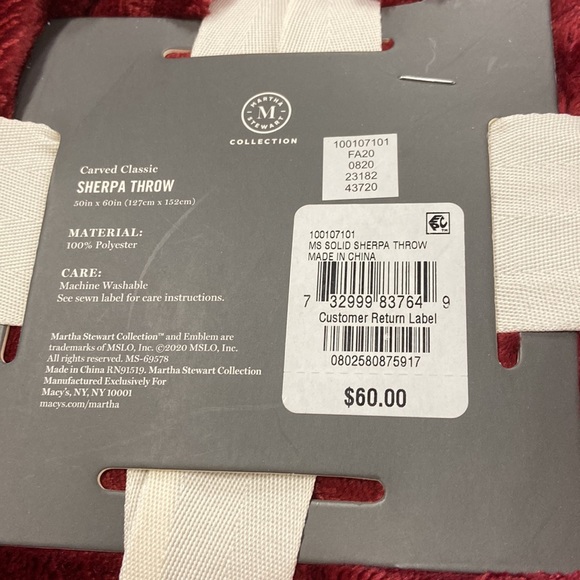 MARTHA
M
STEWART
COLLECTION
Carved Classic
SHERPA THROW
50in x 60in (127cm x 152cm)
MATERIAL:
100% Polyester
CARE:
Machine Washable
See sewn label for care instructions.
Martha Stewart Collection™ and Emblem are
trademarks of MSLO, Inc. ©2020 MSLO, Inc.
All rights reserved. MS-69578
Made in China RN91519. Martha Stewart Collection
Manufactured Exclusively For
Macy's, NY, NY 10001
macys.com/martha
100107101
FA20
0820
23182
43720
100107101
MS SOLID SHERPA THROW
MADE IN CHINA
7 32999 83764 9
Customer Return Label
0802580875917
$60.00